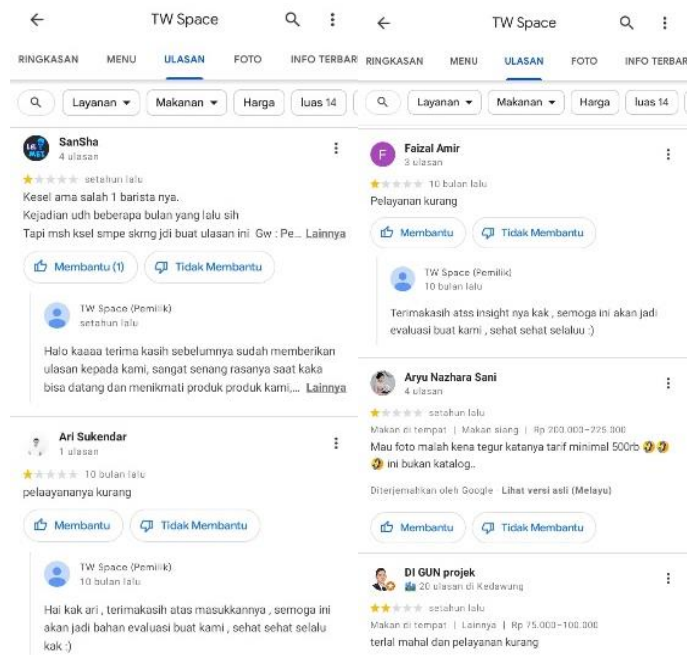 TW Space
RINGKASAN MENU ULASAN FOTO INFO TERBAR
Layanan Makanan Harga luas 14
SanSha
4 ulasan
setahun lalu
Kesel ama salah 1 barista nya.
Kejadian udh beberapa bulan yang lalu sih
Tapi msh ksel smpe skrng jdi buat ulasan ini Gw : Pe... Lainnya
Membantu (1) Tidak Membantu
TW Space (Pemilik)
setahun lalu
Halo kaaaa terima kasih sebelumnya sudah memberikan
ulasan kepada kami, sangat senang rasanya saat kaka
bisa datang dan menikmati produk produk kami,... Lainnya
Ari Sukendar
1 ulasan
10 bulan lalu
pelaayananya kurang
Membantu Tidak Membantu
TW Space (Pemilik)
10 bulan lalu
Hai kak ari , terimakasih atas masukkannya , semoga ini
akan jadi bahan evaluasi buat kami , sehat sehat selalu
kak :)
TW Space
RINGKASAN MENU ULASAN FOTO INFO TERBAR
Layanan Makanan Harga luas 14
F
Faizal Amir
3 ulasan
10 bulan lalu
Pelayanan kurang
Membantu Tidak Membantu
TW Space (Pemilik)
10 bulan lalu
Terimakasih atss insight nya kak , semoga ini akan jadi
evaluasi buat kami , sehat sehat selaluu :)
Aryu Nazhara Sani
4 ulasan
setahun lalu
Makan di tempat | Makan siang | Rp 200.000–225.000
Mau foto malah kena tegur katanya tarif minimal 500rb 🤣🤣
🤣 ini bukan katalog..
Diterjemahkan oleh Google Lihat versi asli (Melayu)
Membantu Tidak Membantu
DI GUN projek
20 ulasan di Kedawung
setahun lalu
Makan di tempat | Lainnya | Rp 75.000–100.000
terlal mahal dan pelayanan kurang